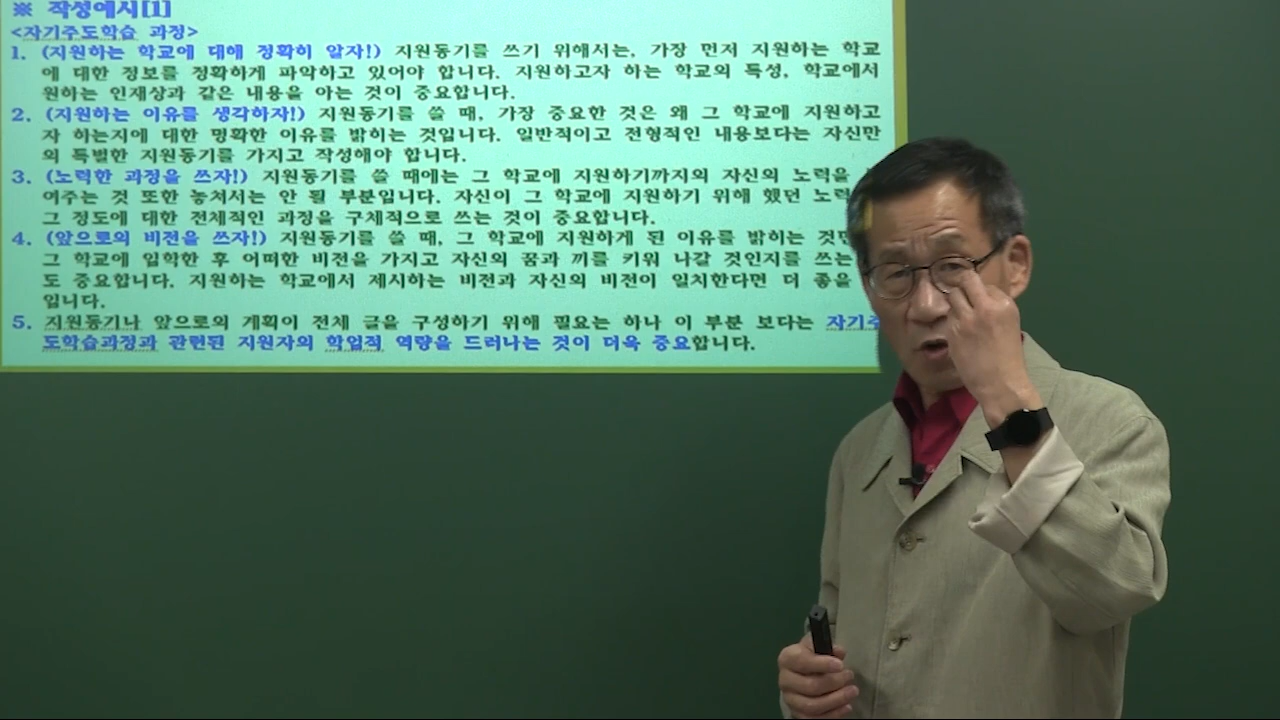 ※ 작성예시[1]
<자기주도학습 과정>
1. (지원하는 학교에 대해 정확히 알자!) 지원동기를 쓰기 위해서는, 가장 먼저 지원하는 학교
에 대한 정보를 정확하게 파악하고 있어야 합니다. 지원하고자 하는 학교의 특성, 학교에서
원하는 인재상과 같은 내용을 아는 것이 중요합니다.
2. (지원하는 이유를 생각하자!) 지원동기를 쓸 때, 가장 중요한 것은 왜 그 학교에 지원하고
자 하는지에 대한 명확한 이유를 밝히는 것입니다. 일반적이고 전형적인 내용보다는 자신만
의 특별한 지원동기를 가지고 작성해야 합니다.
3. (노력한 과정을 쓰자!) 지원동기를 쓸 때에는 그 학교에 지원하기까지의 자신의 노력을
여주는 것 또한 놓쳐서는 안 될 부분입니다. 자신이 그 학교에 지원하기 위해 했던 노력
그 정도에 대한 전체적인 과정을 구체적으로 쓰는 것이 중요합니다.
4. (앞으로의 비전을 쓰자!) 지원동기를 쓸 때, 그 학교에 지원하게 된 이유를 밝히는 것만
그 학교에 입학한 후 어떠한 비전을 가지고 자신의 꿈과 끼를 키워 나갈 것인지를 쓰는
도 중요합니다. 지원하는 학교에서 제시하는 비전과 자신의 비전이 일치한다면 더 좋을
입니다.
5. 지원동기나 앞으로의 계획이 전체 글을 구성하기 위해 필요는 하나 이 부분 보다는 자기주
도학습과정과 관련된 지원자의 학업적 역량을 드러나는 것이 더욱 중요합니다.